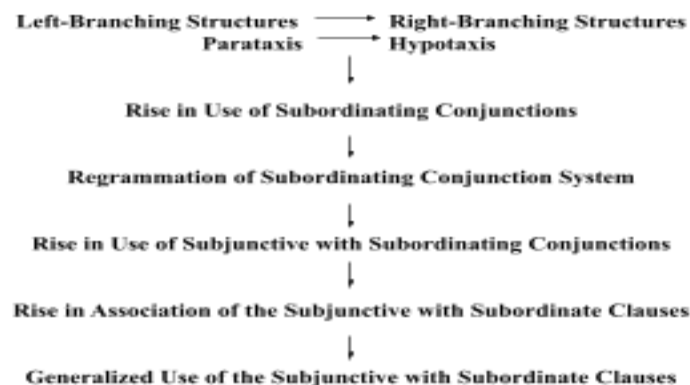 Left-Branching Structures → Right-Branching Structures
Parataxis → Hypotaxis
↓
Rise in Use of Subordinating Conjunctions
↓
Regrammation of Subordinating Conjunction System
↓
Rise in Use of Subjunctive with Subordinating Conjunctions
↓
Rise in Association of the Subjunctive with Subordinate Clauses
↓
Generalized Use of the Subjunctive with Subordinate Clauses